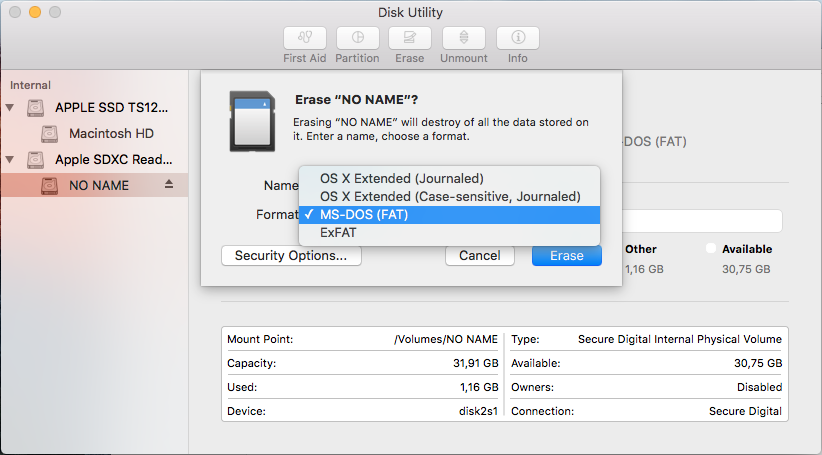 Disk Utility
First Aid
Partition
Erase
Unmount
Info
Internal
APPLE SSD TS12...
Macintosh HD
Apple SDXC Read...
NO NAME
Erase “NO NAME”?
Erasing “NO NAME” will destroy of all the data stored on
it. Enter a name, choose a format.
Name
Format
OS X Extended (Journaled)
OS X Extended (Case-sensitive, Journaled)
✓ MS-DOS (FAT)
ExFAT
Security Options...
Cancel
Erase
-DOS (FAT)
Other
1,16 GB
Available
30,75 GB
Mount Point: /Volumes/NO NAME
Capacity: 31,91 GB
Used: 1,16 GB
Device: disk2s1
Type: Secure Digital Internal Physical Volume
Available: 30,75 GB
Owners: Disabled
Connection: Secure Digital